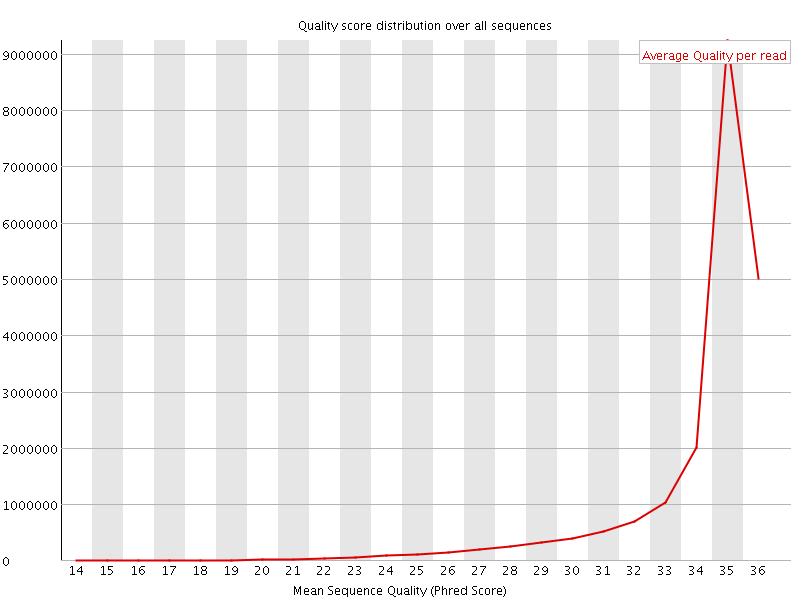 Quality score distribution over all sequences
Average Quality per read
9000000
8000000
7000000
6000000
5000000
4000000
3000000
2000000
1000000
0
14 15 16 17 18 19 20 21 22 23 24 25 26 27 28 29 30 31 32 33 34 35 36
Mean Sequence Quality (Phred Score)